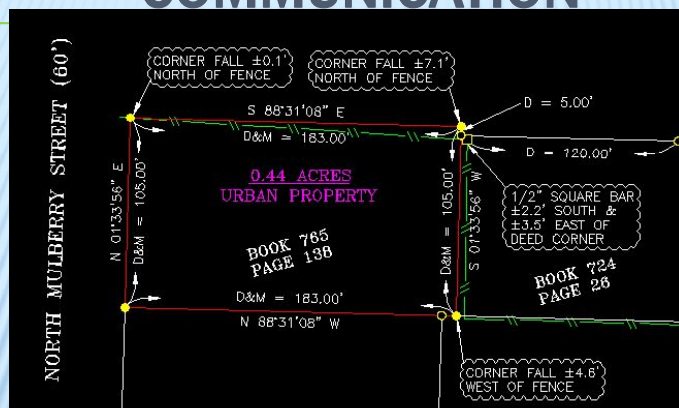 COMMUNICATION
NORTH MULBERRY STREET (60')
CORNER FALL ±0.1'
NORTH OF FENCE
CORNER FALL ±7.1'
NORTH OF FENCE
S 88°31'08" E
D&M = 183.00'
D = 5.00'
D = 120.00'
N 01°33'56" E
D&M = 105.00'
0.44 ACRES
URBAN PROPERTY
BOOK 765
PAGE 138
D&M = 105.00'
S 01°33'56" W
1/2" SQUARE BAR
±2.2' SOUTH &
±3.5' EAST OF
DEED CORNER
BOOK 724
PAGE 26
D&M = 183.00'
N 88°31'08" W
CORNER FALL ±4.6'
WEST OF FENCE